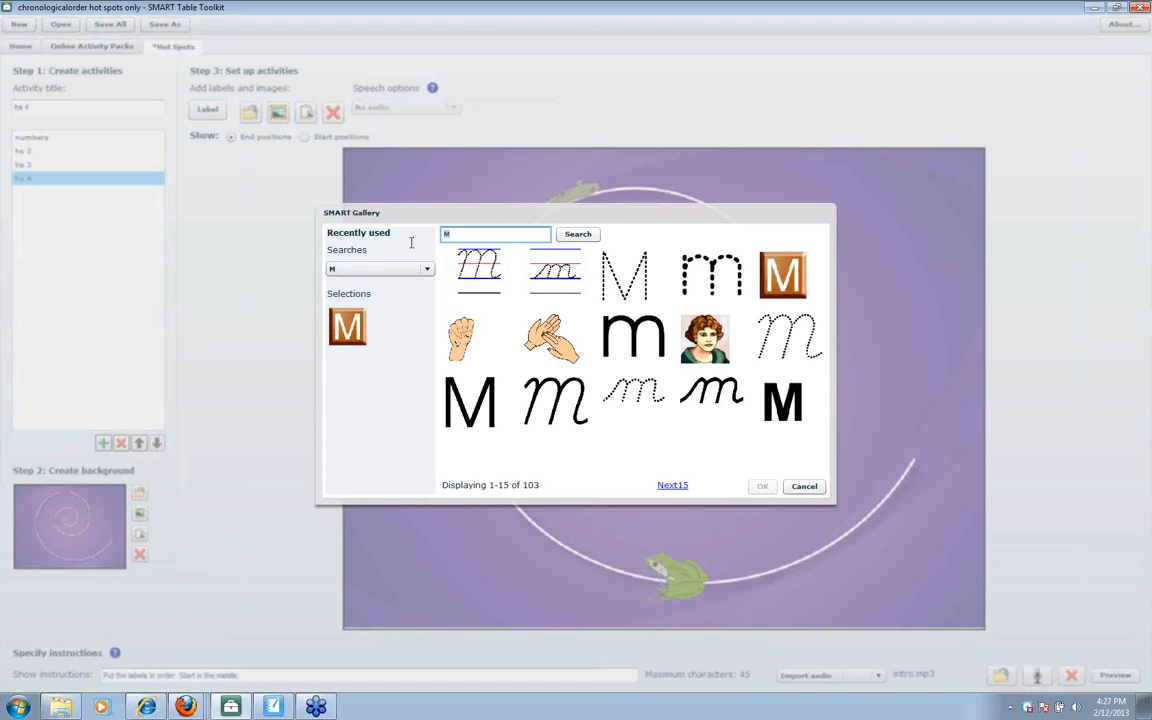 chronologicalorder hot spots only - SMART Table Toolkit
New Open Save All Save As About...
Home Online Activity Packs *Hot Spots
Step 1: Create activities
Activity title:
hs 4
numbers
hs 2
hs 3
hs 4
Step 3: Set up activities
Add labels and images: Speech options ?
Label No audio
Show: End positions Start positions
SMART Gallery
Recently used
Searches
M
Selections
M
M Search
m m M m M
m m
M m m m M
Displaying 1-15 of 103 Next15 OK Cancel
Step 2: Create background
Specify instructions ?
Show instructions: Put the labels in order. Start in the middle. Maximum characters: 45 Import audio intro.mp3 Preview
4:27 PM
2/12/2013